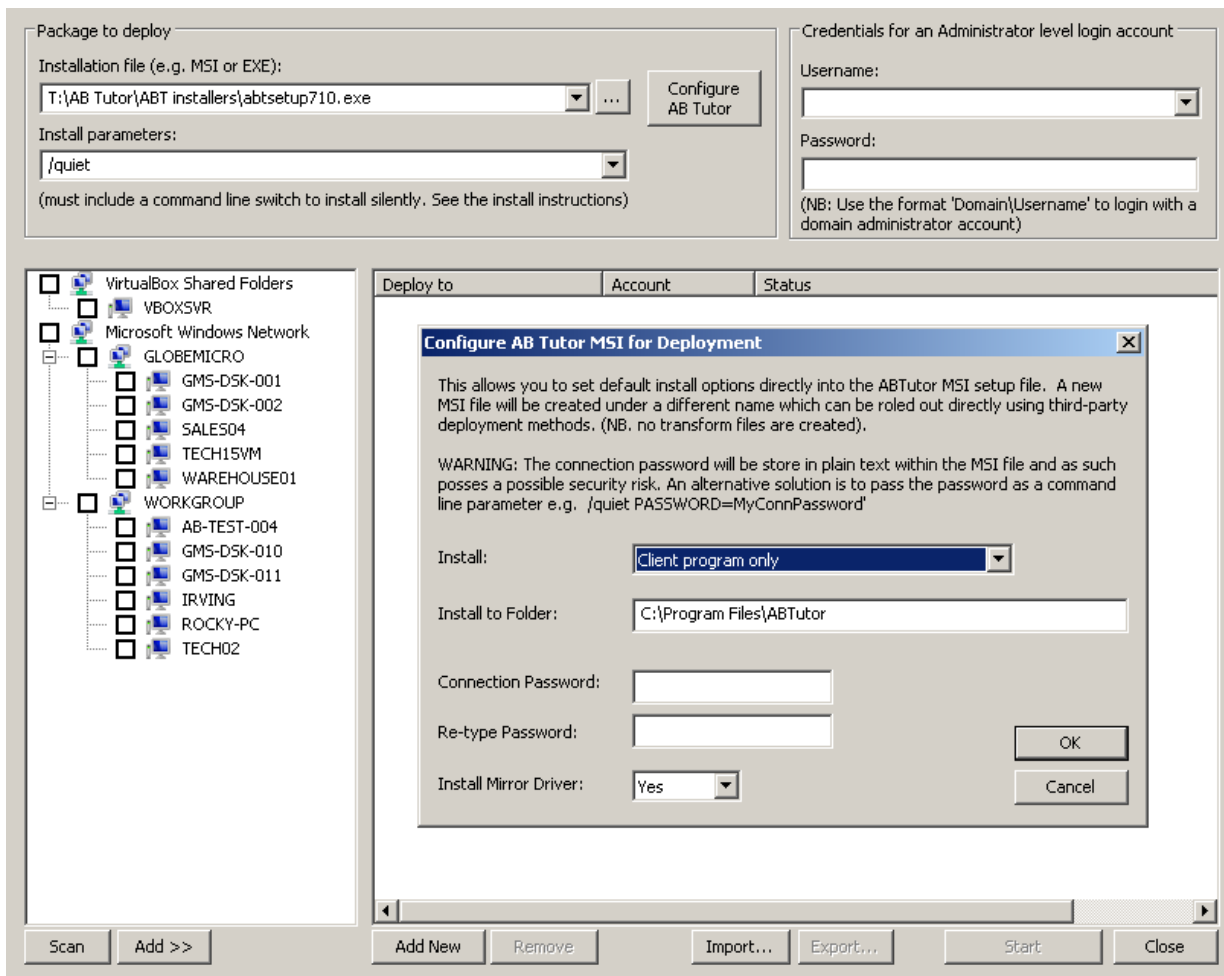 Package to deploy
Installation file (e.g. MSI or EXE):
T:\AB Tutor\ABT installers\abtsetup710.exe
...
Configure
AB Tutor
Install parameters:
/quiet
(must include a command line switch to install silently. See the install instructions)
Credentials for an Administrator level login account
Username:
Password:
(NB: Use the format 'Domain\Username' to login with a
domain administrator account)
VirtualBox Shared Folders
VBOXSVR
Microsoft Windows Network
GLOBEMICRO
GMS-DSK-001
GMS-DSK-002
SALES04
TECH15VM
WAREHOUSE01
WORKGROUP
AB-TEST-004
GMS-DSK-010
GMS-DSK-011
IRVING
ROCKY-PC
TECH02
Deploy to
Account
Status
Configure AB Tutor MSI for Deployment
This allows you to set default install options directly into the ABTutor MSI setup file. A new
MSI file will be created under a different name which can be roled out directly using third-party
deployment methods. (NB. no transform files are created).
WARNING: The connection password will be store in plain text within the MSI file and as such
posses a possible security risk. An alternative solution is to pass the password as a command
line parameter e.g. /quiet PASSWORD=MyConnPassword'
Install:
Client program only
Install to Folder:
C:\Program Files\ABTutor
Connection Password:
Re-type Password:
Install Mirror Driver:
Yes
OK
Cancel
Scan
Add >>
Add New
Remove
Import...
Export...
Start
Close